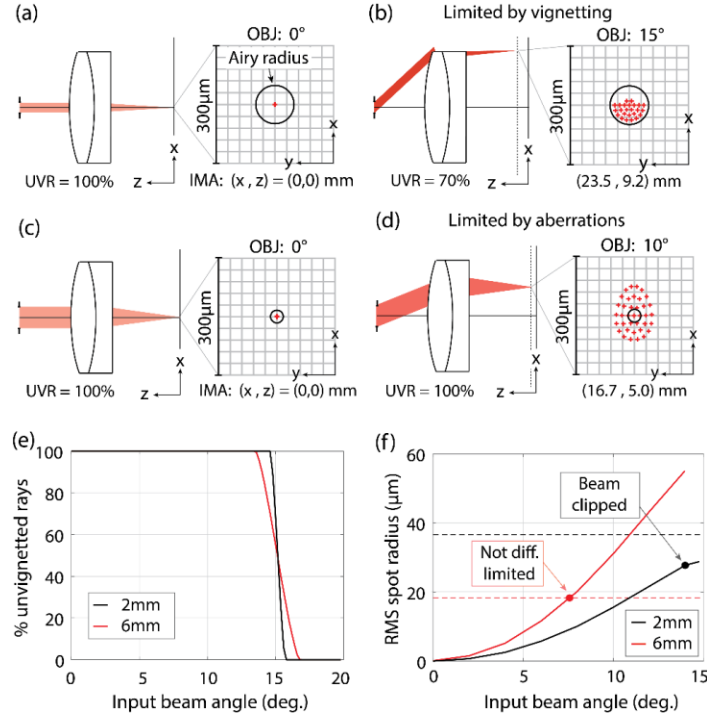 (a)
OBJ: 0°
Airy radius
300μm
x
y
x
z
UVR = 100%
IMA: (x , z) = (0,0) mm
(b)
Limited by vignetting
OBJ: 15°
300μm
x
y
x
z
UVR = 70%
(23.5 , 9.2) mm
(c)
OBJ: 0°
300μm
x
y
x
z
UVR = 100%
IMA: (x , z) = (0,0) mm
(d)
Limited by aberrations
OBJ: 10°
300μm
x
y
x
z
UVR = 100%
(16.7 , 5.0) mm
(e)
% unvignetted rays
100
80
60
40
20
0
2mm
6mm
0
5
10
15
20
Input beam angle (deg.)
(f)
RMS spot radius (μm)
60
40
20
0
Beam
clipped
Not diff.
limited
2mm
6mm
0
5
10
15
Input beam angle (deg.)